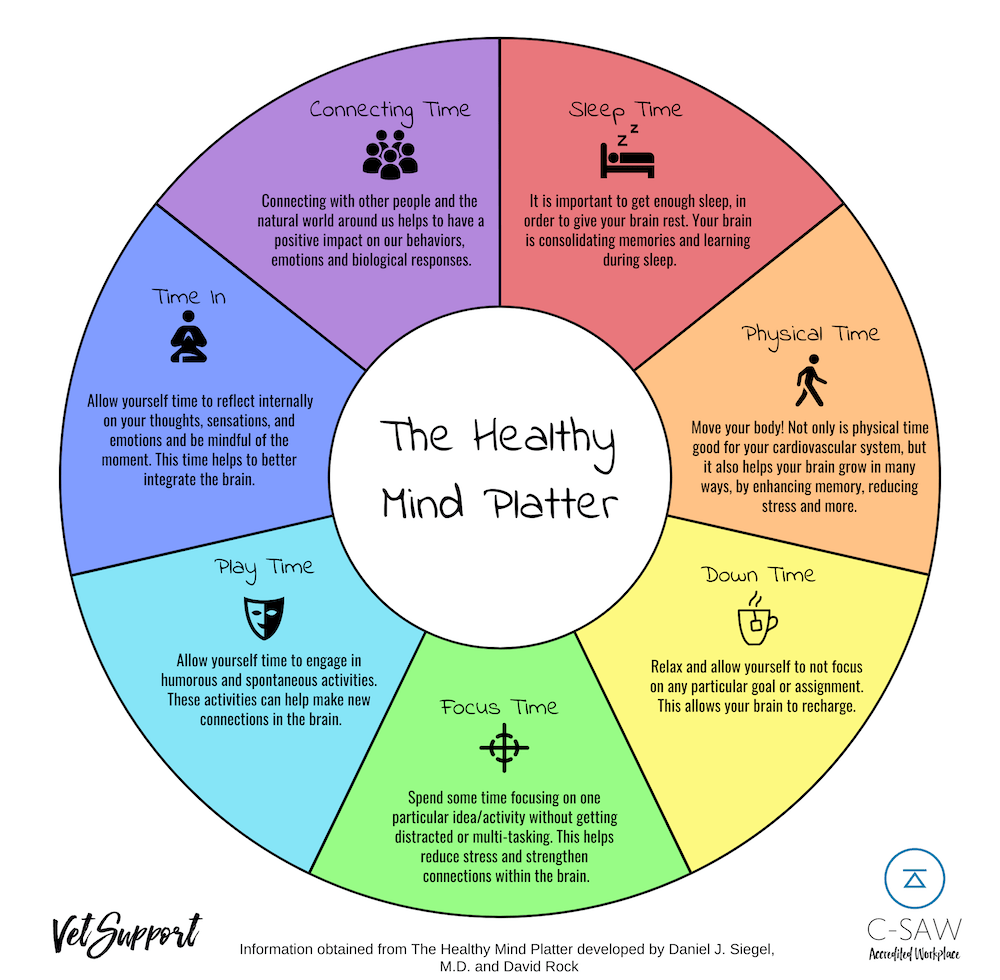 Connecting Time
Connecting with other people and the
natural world around us helps to have a
positive impact on our behaviors,
emotions and biological responses.
Sleep Time
z
z
It is important to get enough sleep, in
order to give your brain rest. Your brain
is consolidating memories and learning
during sleep.
Time In
Allow yourself time to reflect internally
on your thoughts, sensations, and
emotions and be mindful of the
moment. This time helps to better
integrate the brain.
Physical Time
Move your body! Not only is physical time
good for your cardiovascular system, but
it also helps your brain grow in many
ways, by enhancing memory, reducing
stress and more.
The Healthy
Mind Platter
Play Time
Allow yourself time to engage in
humorous and spontaneous activities.
These activities can help make new
connections in the brain.
Down Time
Relax and allow yourself to not focus
on any particular goal or assignment.
This allows your brain to recharge.
Focus Time
Spend some time focusing on one
particular idea/activity without getting
distracted or multi-tasking. This helps
reduce stress and strengthen
connections within the brain.
VetSupport
Information obtained from The Healthy Mind Platter developed by Daniel J. Siegel,
M.D. and David Rock
C-SAW
Accredited Workplace